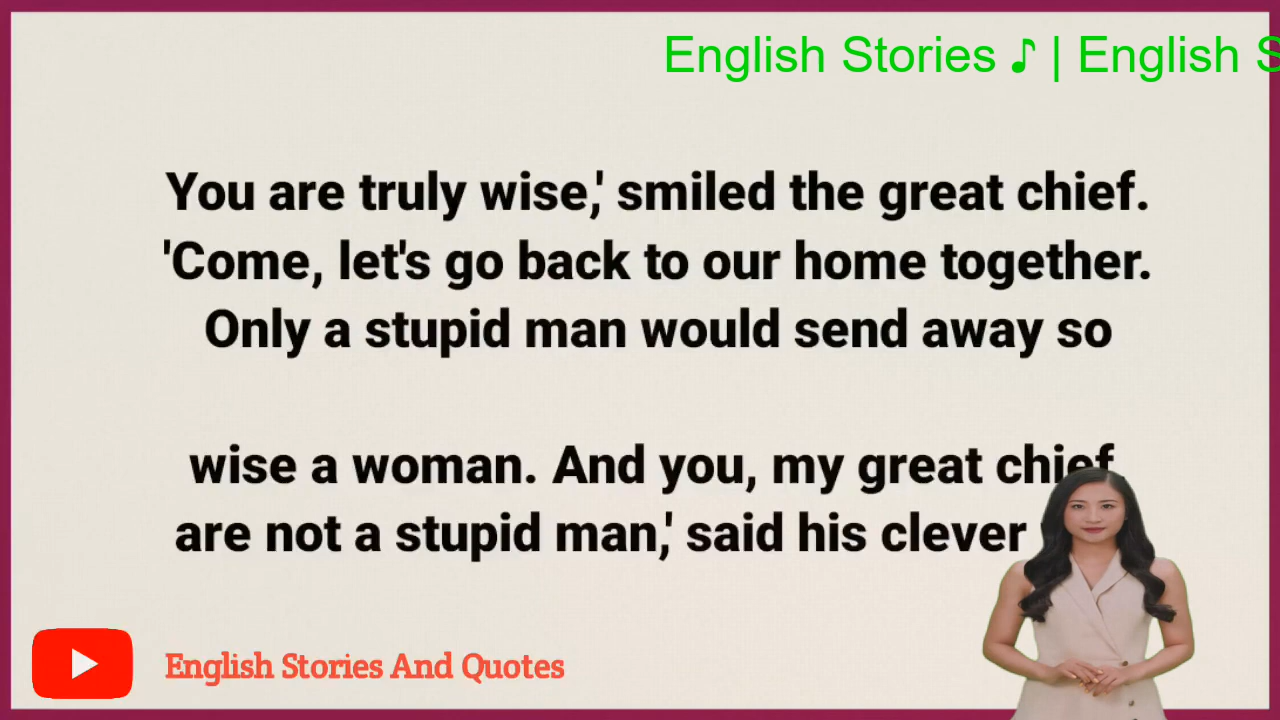 English Stories ♪ | English S
You are truly wise,' smiled the great chief.
'Come, let's go back to our home together.
Only a stupid man would send away so
wise a woman. And you, my great chief
are not a stupid man,' said his clever
English Stories And Quotes